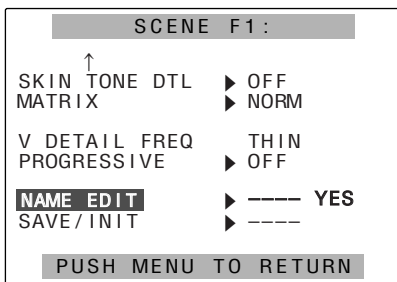 SCENE F1:
↑
SKIN TONE DTL ▶ OFF
MATRIX ▶ NORM
V DETAIL FREQ THIN
PROGRESSIVE ▶ OFF
NAME EDIT ▶ –––– YES
SAVE/INIT ▶ ––––
PUSH MENU TO RETURN